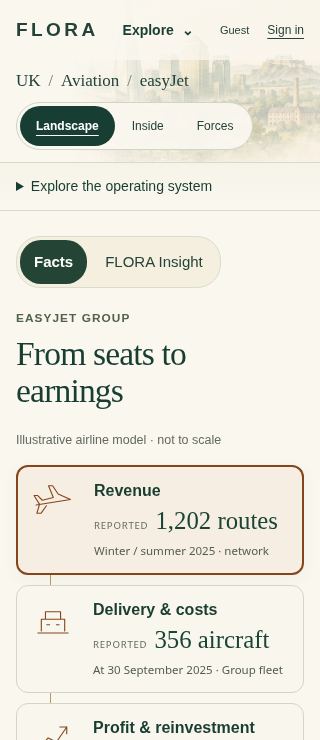 FLORA Explore Guest Sign in
UK / Aviation / easyJet
Landscape Inside Forces
Explore the operating system
Facts FLORA Insight
EASYJET GROUP
From seats to
earnings
Illustrative airline model · not to scale
Revenue
REPORTED 1,202 routes
Winter / summer 2025 · network
Delivery & costs
REPORTED 356 aircraft
At 30 September 2025 · Group fleet
Profit & reinvestment